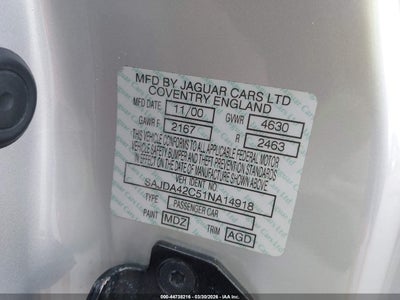 MFD BY JAGUAR CARS LTD
COVENTRY ENGLAND
MFD DATE 11/00 GVWR 4630
GAWR F 2167 R 2463
THIS VEHICLE CONFORMS TO ALL APPLICABLE FEDERAL MOTOR
VEHICLE SAFETY BUMPER AND THEFT PREVENTION STANDARDS
IN EFFECT ON THE DATE OF MANUFACTURE SHOWN ABOVE
VEH IDENT NO
SAJDA42C51NA14918
TYPE PASSENGER CAR
PAINT MDZ TRIM AGD
000-44738216 - 03/30/2026 - IAAI.COM